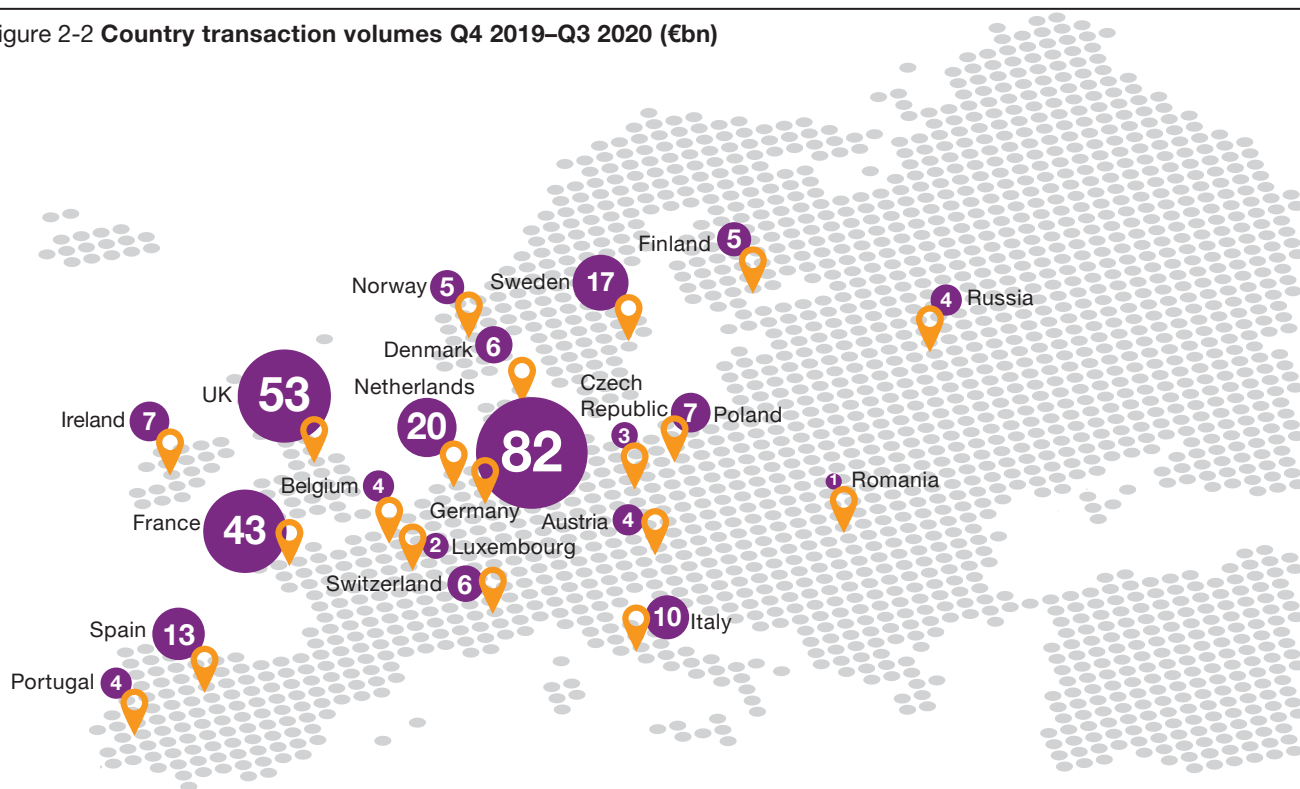 igure 2-2 Country transaction volumes Q4 2019–Q3 2020 (€bn)
Finland 5
Norway 5
Sweden 17
4 Russia
Denmark 6
UK 53
Netherlands
20
Czech
Republic
3
7 Poland
Ireland 7
82
Germany
Belgium 4
1 Romania
France 43
Austria 4
2 Luxembourg
Switzerland 6
10 Italy
Spain 13
Portugal 4